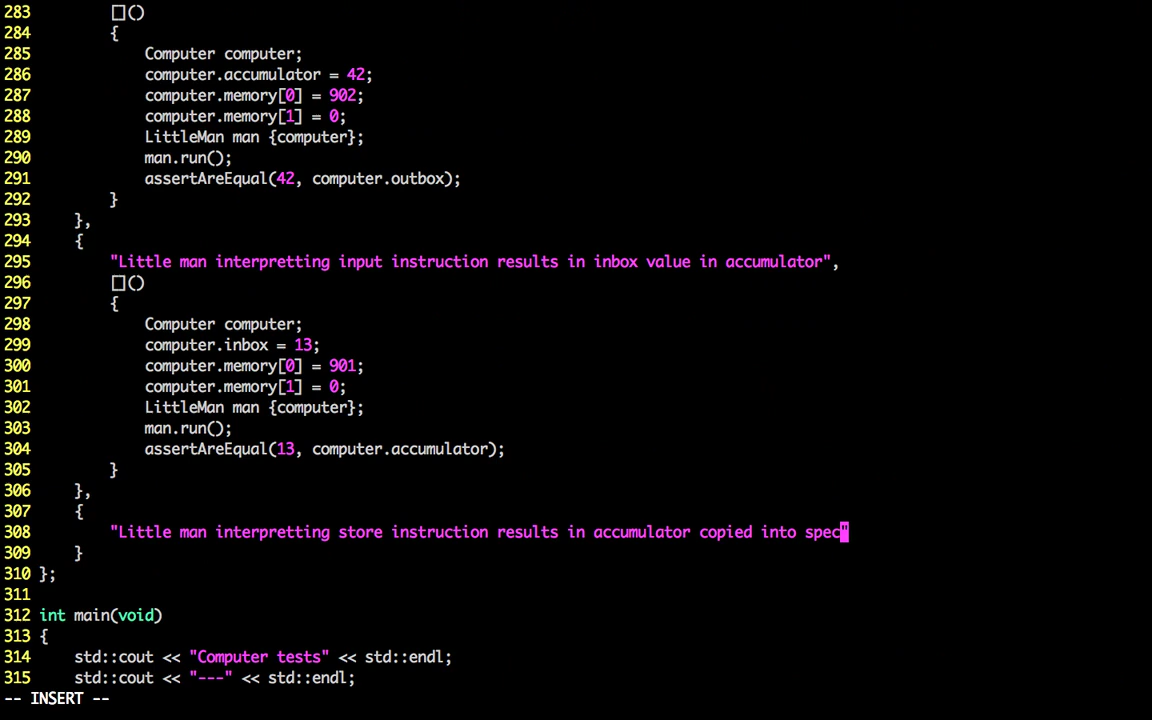 283         []()
284         {
285             Computer computer;
286             computer.accumulator = 42;
287             computer.memory[0] = 902;
288             computer.memory[1] = 0;
289             LittleMan man {computer};
290             man.run();
291             assertAreEqual(42, computer.outbox);
292         }
293     },
294     {
295         "Little man interpretting input instruction results in inbox value in accumulator",
296         []()
297         {
298             Computer computer;
299             computer.inbox = 13;
300             computer.memory[0] = 901;
301             computer.memory[1] = 0;
302             LittleMan man {computer};
303             man.run();
304             assertAreEqual(13, computer.accumulator);
305         }
306     },
307     {
308         "Little man interpretting store instruction results in accumulator copied into spec"
309     }
310 };
311
312 int main(void)
313 {
314     std::cout << "Computer tests" << std::endl;
315     std::cout << "---" << std::endl;
-- INSERT --